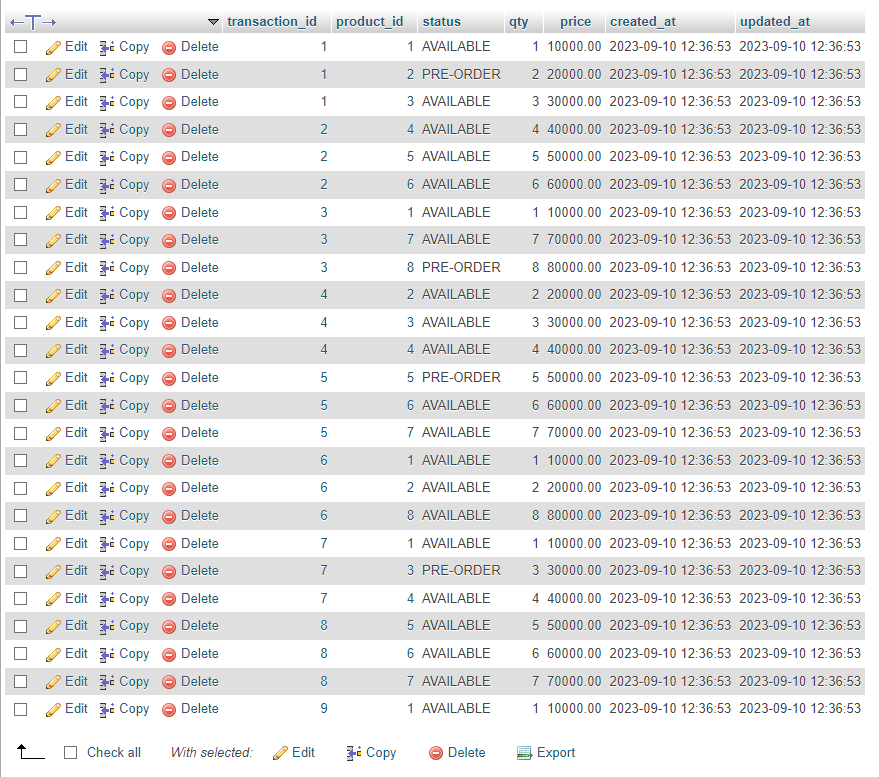 transaction_id product_id status qty price created_at updated_at
Edit Copy Delete 1 1 AVAILABLE 1 10000.00 2023-09-10 12:36:53 2023-09-10 12:36:53
Edit Copy Delete 1 2 PRE-ORDER 2 20000.00 2023-09-10 12:36:53 2023-09-10 12:36:53
Edit Copy Delete 1 3 AVAILABLE 3 30000.00 2023-09-10 12:36:53 2023-09-10 12:36:53
Edit Copy Delete 2 4 AVAILABLE 4 40000.00 2023-09-10 12:36:53 2023-09-10 12:36:53
Edit Copy Delete 2 5 AVAILABLE 5 50000.00 2023-09-10 12:36:53 2023-09-10 12:36:53
Edit Copy Delete 2 6 AVAILABLE 6 60000.00 2023-09-10 12:36:53 2023-09-10 12:36:53
Edit Copy Delete 3 1 AVAILABLE 1 10000.00 2023-09-10 12:36:53 2023-09-10 12:36:53
Edit Copy Delete 3 7 AVAILABLE 7 70000.00 2023-09-10 12:36:53 2023-09-10 12:36:53
Edit Copy Delete 3 8 PRE-ORDER 8 80000.00 2023-09-10 12:36:53 2023-09-10 12:36:53
Edit Copy Delete 4 2 AVAILABLE 2 20000.00 2023-09-10 12:36:53 2023-09-10 12:36:53
Edit Copy Delete 4 3 AVAILABLE 3 30000.00 2023-09-10 12:36:53 2023-09-10 12:36:53
Edit Copy Delete 4 4 AVAILABLE 4 40000.00 2023-09-10 12:36:53 2023-09-10 12:36:53
Edit Copy Delete 5 5 PRE-ORDER 5 50000.00 2023-09-10 12:36:53 2023-09-10 12:36:53
Edit Copy Delete 5 6 AVAILABLE 6 60000.00 2023-09-10 12:36:53 2023-09-10 12:36:53
Edit Copy Delete 5 7 AVAILABLE 7 70000.00 2023-09-10 12:36:53 2023-09-10 12:36:53
Edit Copy Delete 6 1 AVAILABLE 1 10000.00 2023-09-10 12:36:53 2023-09-10 12:36:53
Edit Copy Delete 6 2 AVAILABLE 2 20000.00 2023-09-10 12:36:53 2023-09-10 12:36:53
Edit Copy Delete 6 8 AVAILABLE 8 80000.00 2023-09-10 12:36:53 2023-09-10 12:36:53
Edit Copy Delete 7 1 AVAILABLE 1 10000.00 2023-09-10 12:36:53 2023-09-10 12:36:53
Edit Copy Delete 7 3 PRE-ORDER 3 30000.00 2023-09-10 12:36:53 2023-09-10 12:36:53
Edit Copy Delete 7 4 AVAILABLE 4 40000.00 2023-09-10 12:36:53 2023-09-10 12:36:53
Edit Copy Delete 8 5 AVAILABLE 5 50000.00 2023-09-10 12:36:53 2023-09-10 12:36:53
Edit Copy Delete 8 6 AVAILABLE 6 60000.00 2023-09-10 12:36:53 2023-09-10 12:36:53
Edit Copy Delete 8 7 AVAILABLE 7 70000.00 2023-09-10 12:36:53 2023-09-10 12:36:53
Edit Copy Delete 9 1 AVAILABLE 1 10000.00 2023-09-10 12:36:53 2023-09-10 12:36:53
Check all With selected: Edit Copy Delete Export